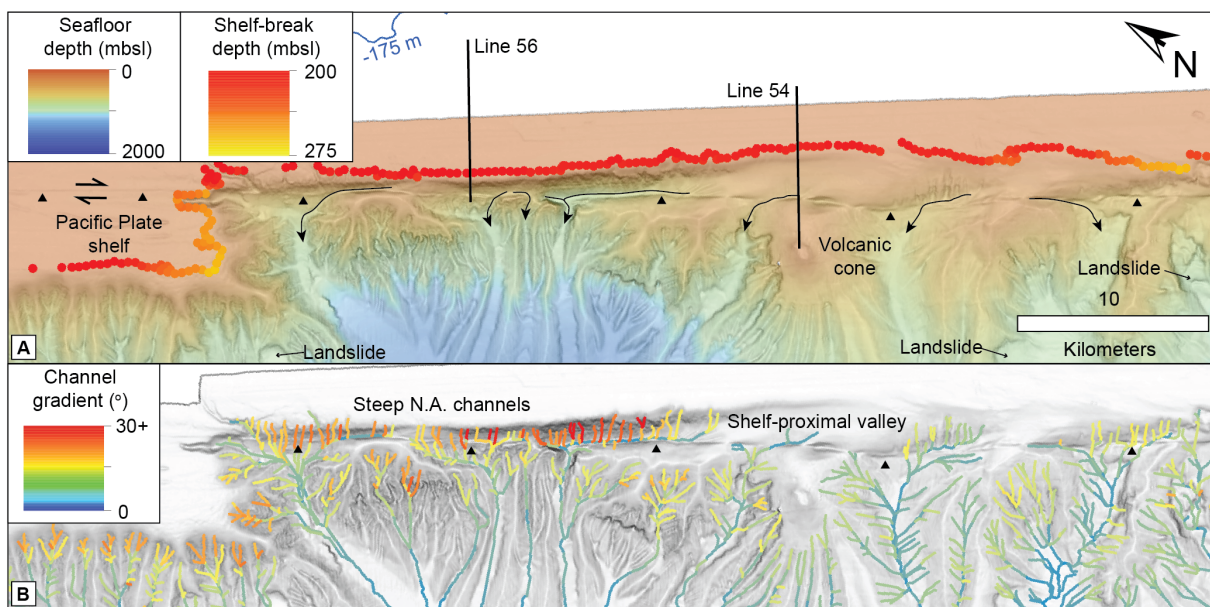 Seafloor
depth (mbsl)
0
2000
Shelf-break
depth (mbsl)
200
275
-175 m
Line 56
Line 54
N
Pacific Plate
shelf
Volcanic
cone
Landslide
10
Kilometers
Landslide
Landslide
A
Channel
gradient (°)
30+
0
Steep N.A. channels
Shelf-proximal valley
B